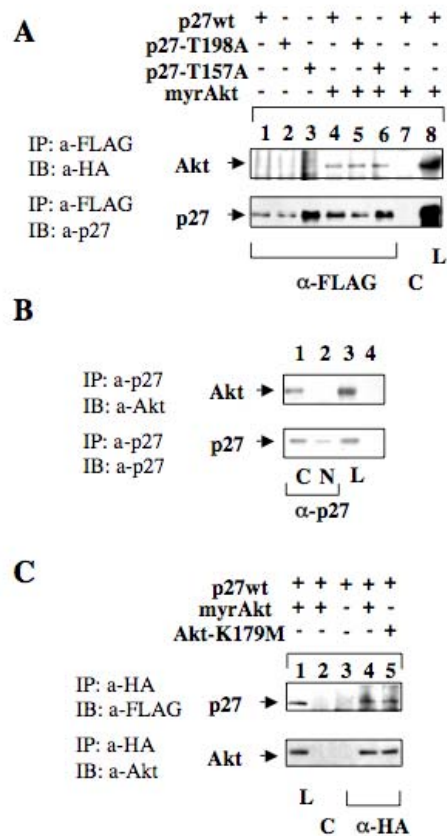 A
p27wt + - - + - - + +
p27-T198A - + - - + - - -
p27-T157A - - + - - + - -
myrAkt - - - + + + + +
1 2 3 4 5 6 7 8
IP: a-FLAG
IB: a-HA
Akt
IP: a-FLAG
IB: a-p27
p27
L
α-FLAG C
B
1 2 3 4
IP: a-p27
IB: a-Akt
Akt
IP: a-p27
IB: a-p27
p27
C N L
α-p27
C
p27wt + + + + +
myrAkt + + - + -
Akt-K179M - - - - +
1 2 3 4 5
IP: a-HA
IB: a-FLAG
p27
IP: a-HA
IB: a-Akt
Akt
L
C α-HA